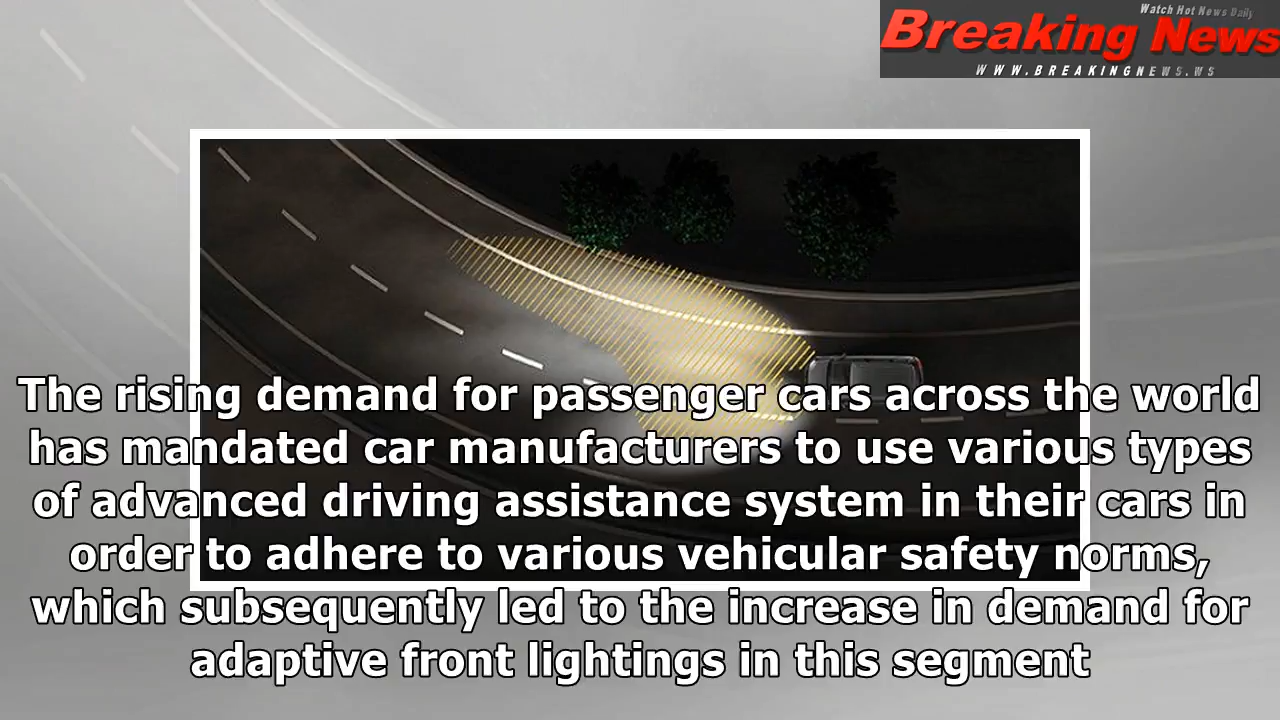 Watch Hot News Daily
Breaking News
WWW.BREAKINGNEWS.WS
The rising demand for passenger cars across the world
has mandated car manufacturers to use various types
of advanced driving assistance system in their cars in
order to adhere to various vehicular safety norms,
which subsequently led to the increase in demand for
adaptive front lightings in this segment